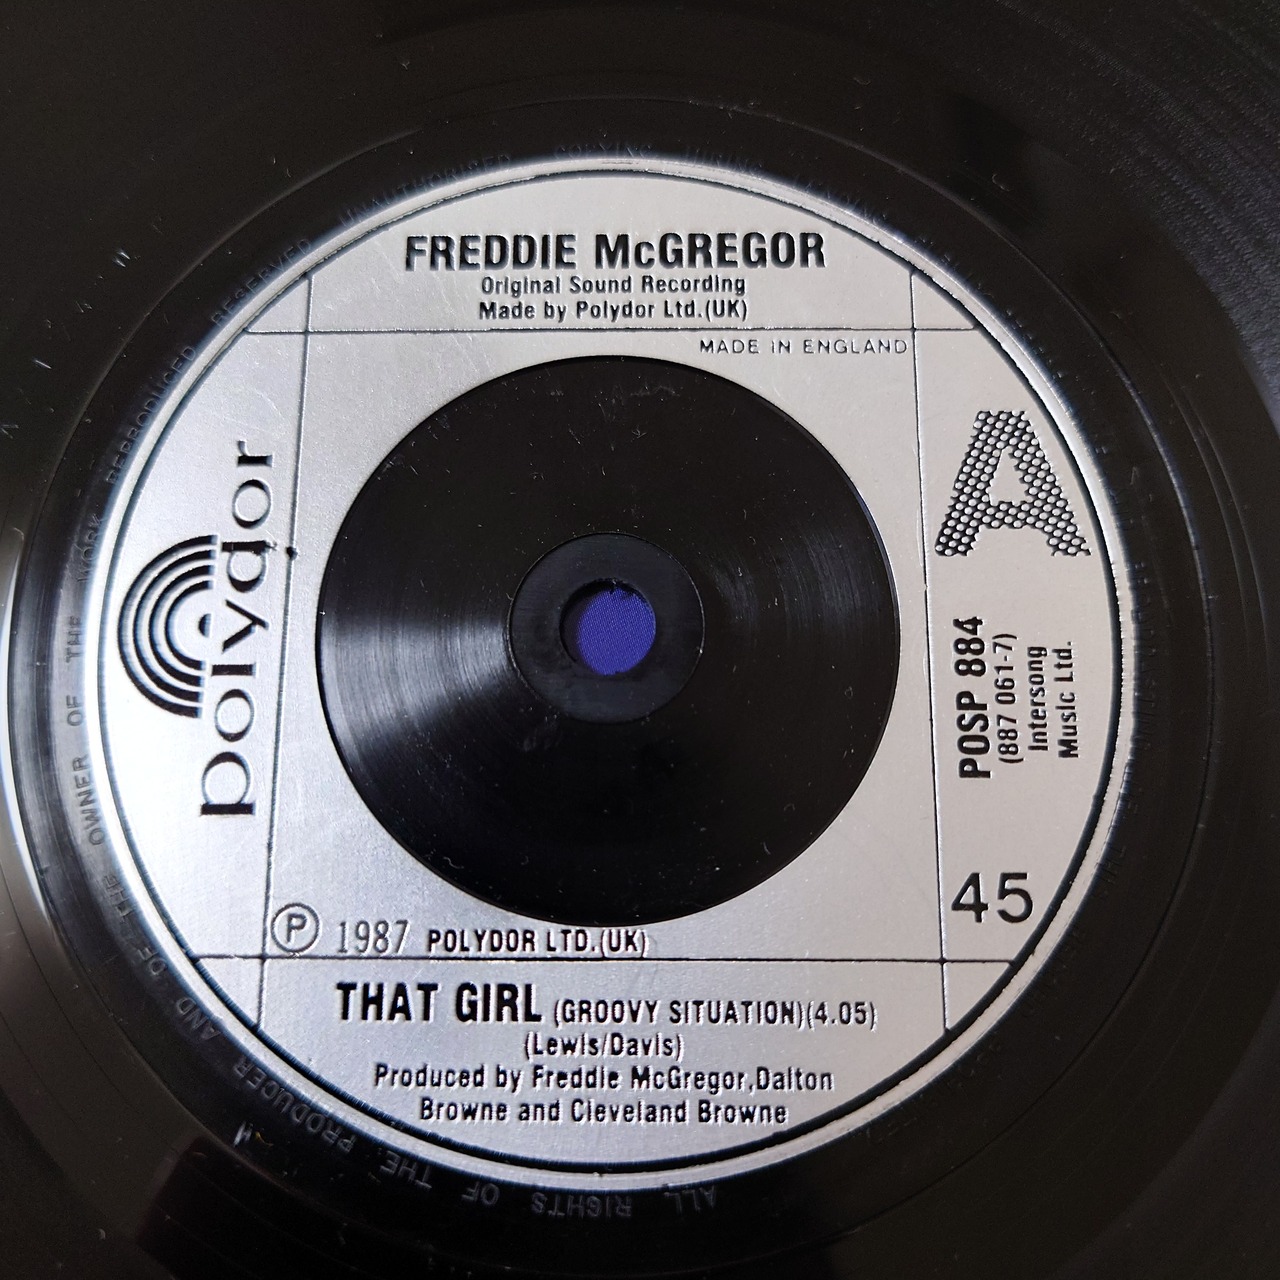 FREDDIE McGREGOR
Original Sound Recording
Made by Polydor Ltd.(UK)
MADE IN ENGLAND
polydor
A
POSP 884
(887 061-7)
Intersong
Music Ltd.
45
Ⓟ 1987 POLYDOR LTD.(UK)
THAT GIRL (GROOVY SITUATION)(4.05)
(Lewis/Davis)
Produced by Freddie McGregor,Dalton
Browne and Cleveland Browne
ALL RIGHTS OF THE PRODUCER AND OF THE OWNER OF THE WORK REPRODUCED RESERVED UNAUTHORISED COPYING HIRING